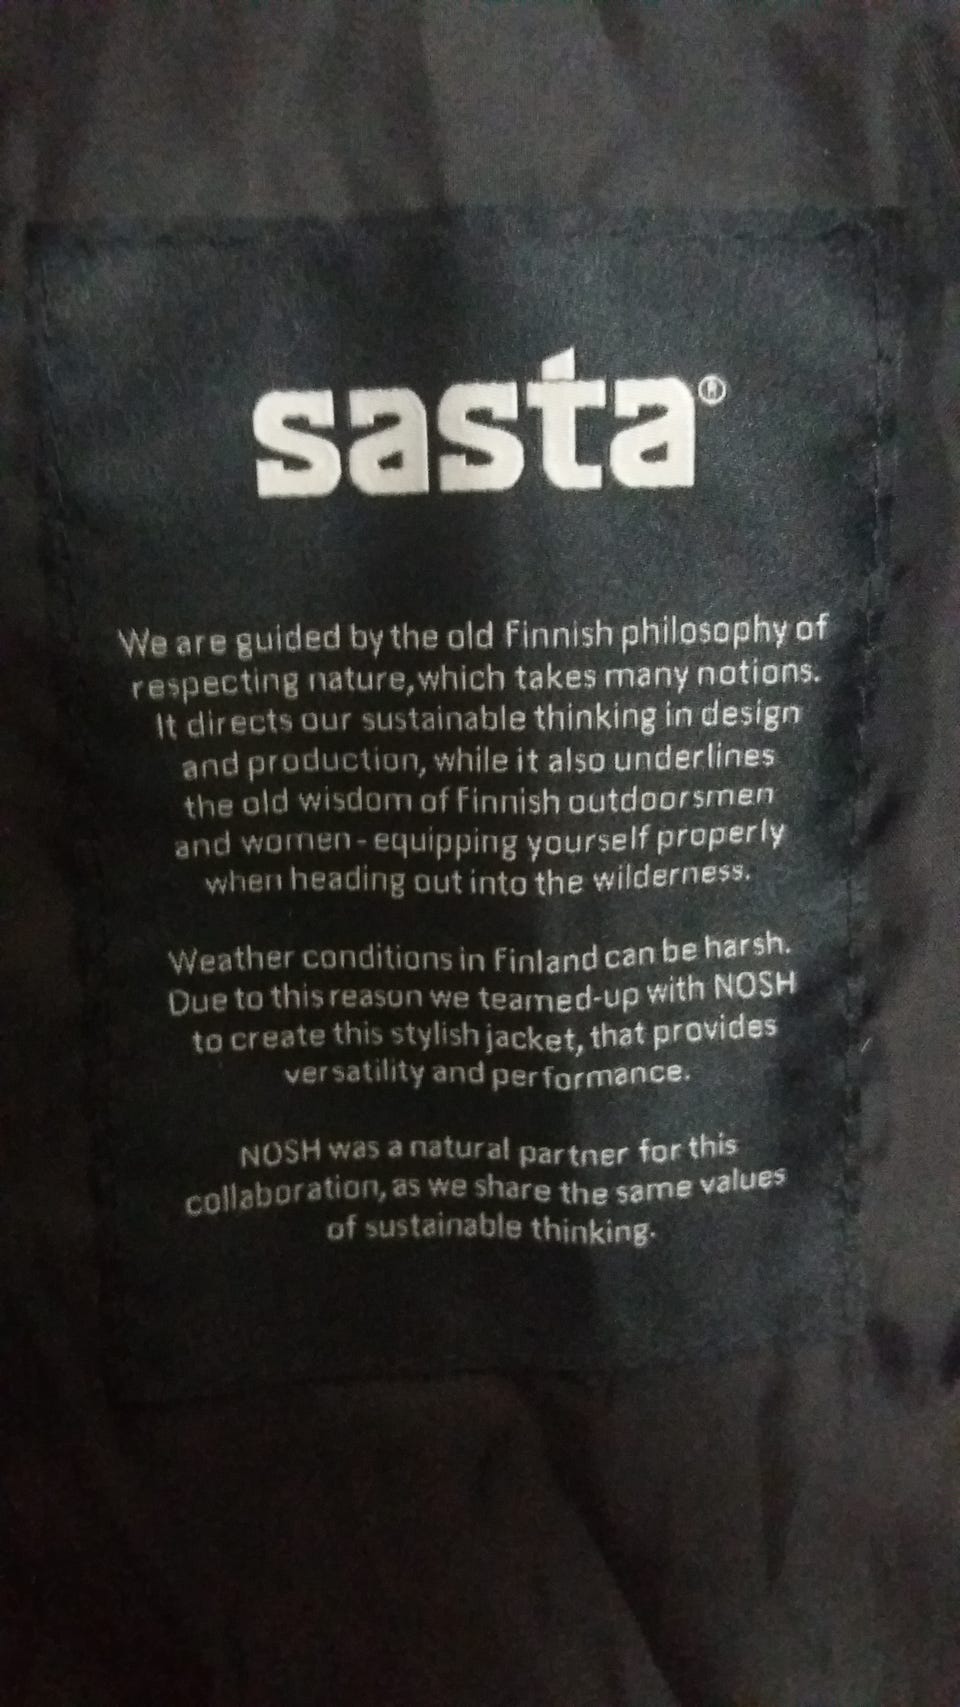 sasta®
We are guided by the old Finnish philosophy of
respecting nature, which takes many notions.
It directs our sustainable thinking in design
and production, while it also underlines
the old wisdom of Finnish outdoorsmen
and women - equipping yourself properly
when heading out into the wilderness.
Weather conditions in Finland can be harsh.
Due to this reason we teamed-up with NOSH
to create this stylish jacket, that provides
versatility and performance.
NOSH was a natural partner for this
collaboration, as we share the same values
of sustainable thinking.